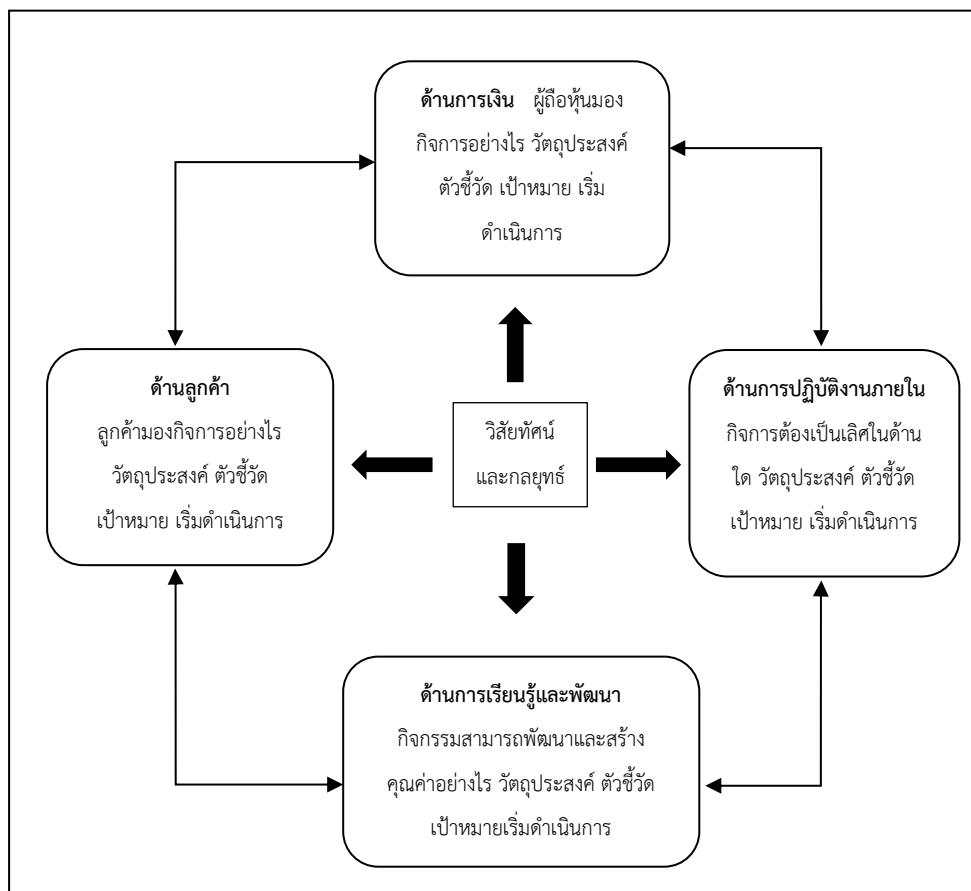 ด้านการเงิน ผู้ถือหุ้นมอง
กิจการอย่างไร วัตถุประสงค์
ตัวชี้วัด เป้าหมาย เริ่ม
ดำเนินการ
ด้านลูกค้า
ลูกค้ามองกิจการอย่างไร
วัตถุประสงค์ ตัวชี้วัด
เป้าหมาย เริ่มดำเนินการ
วิสัยทัศน์
และกลยุทธ์
ด้านการปฏิบัติงานภายใน
กิจการต้องเป็นเลิศในด้าน
ใด วัตถุประสงค์ ตัวชี้วัด
เป้าหมาย เริ่มดำเนินการ
ด้านการเรียนรู้และพัฒนา
กิจกรรมสามารถพัฒนาและสร้าง
คุณค่าอย่างไร วัตถุประสงค์ ตัวชี้วัด
เป้าหมายเริ่มดำเนินการ